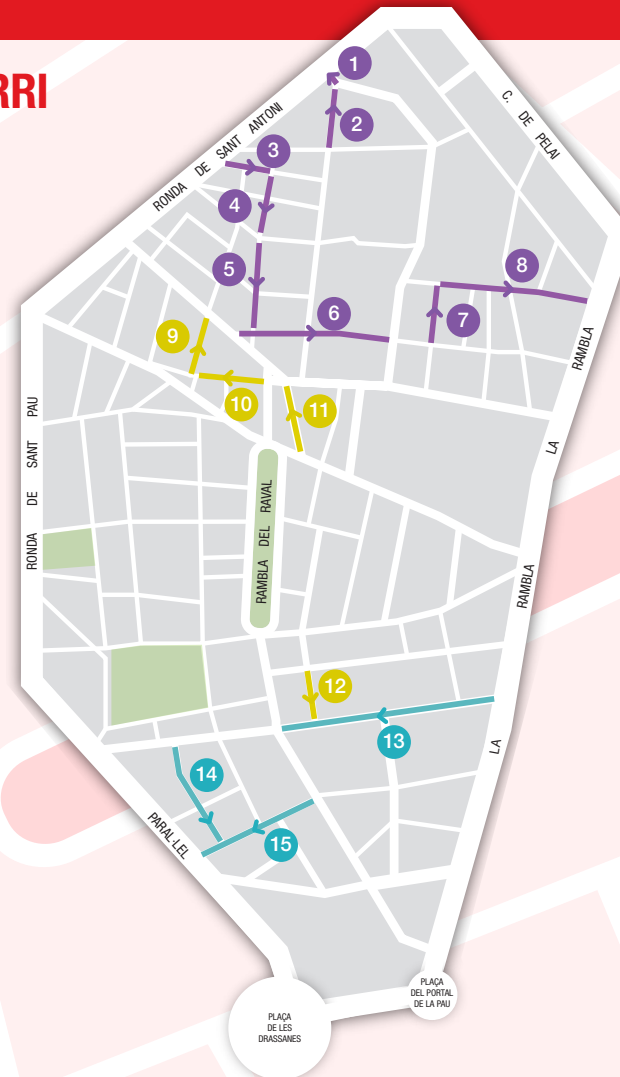 RRI
RONDA DE SANT ANTONI
C. DE PELAI
1
2
3
4
5
6
7
8
LA RAMBLA
9
10
11
RONDA DE SANT PAU
RAMBLA DEL RAVAL
LA RAMBLA
12
13
14
15
PARAL·LEL
PLAÇA
DEL PORTAL
DE LA PAU
PLAÇA
DE LES
DRASSANES